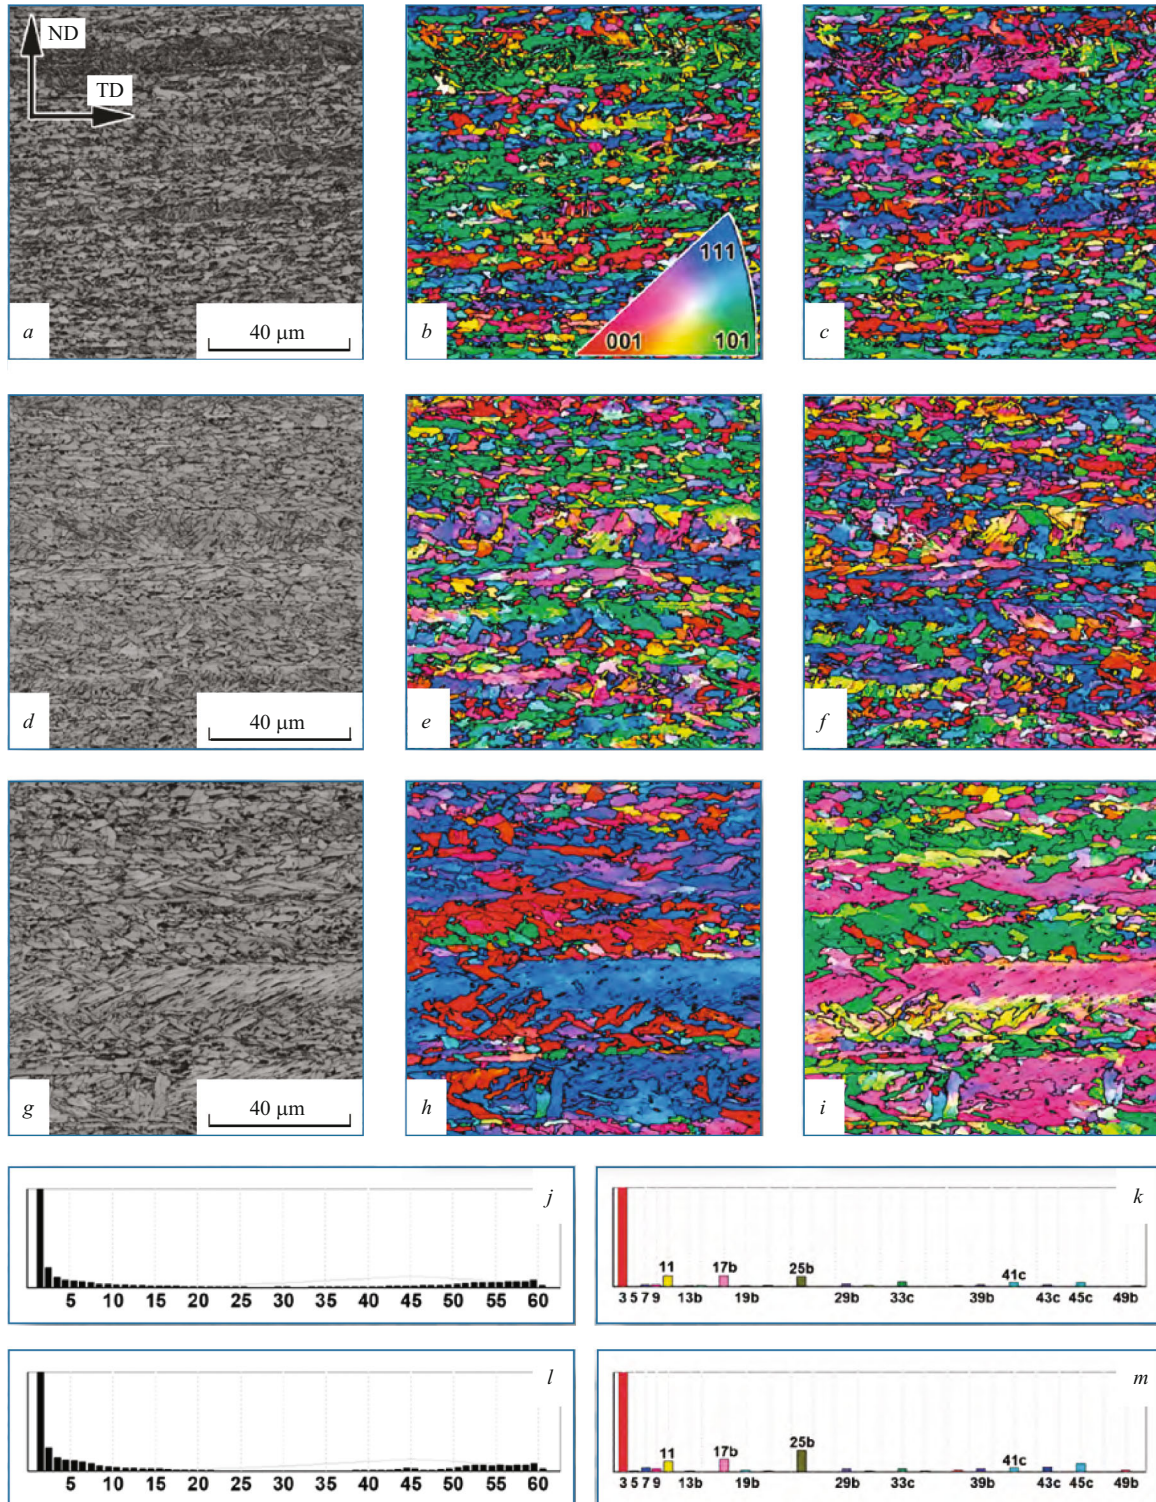 ND
TD
a
40 μm
b
111
001
101
c
d
40 μm
e
f
g
40 μm
h
i
j
5 10 15 20 25 30 35 40 45 50 55 60
k
11 17b 25b 41c
3 5 7 9 13b 19b 29b 33c 39b 43c 45c 49b
l
5 10 15 20 25 30 35 40 45 50 55 60
m
11 17b 25b 41c
3 5 7 9 13b 19b 29b 33c 39b 43c 45c 49b